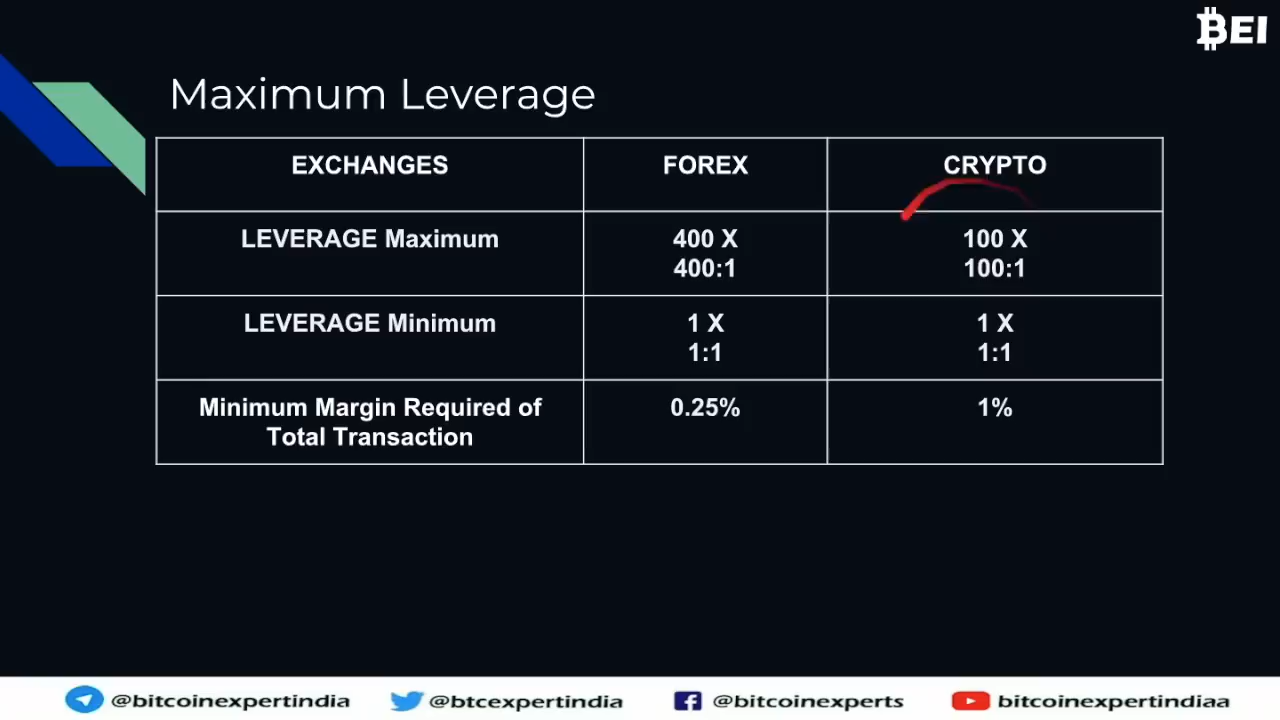 BEI
Maximum Leverage
EXCHANGES FOREX CRYPTO
LEVERAGE Maximum 400 X 100 X
400:1 100:1
LEVERAGE Minimum 1 X 1 X
1:1 1:1
Minimum Margin Required of 0.25% 1%
Total Transaction
@bitcoinexpertindia @btcexpertindia @bitcoinexperts bitcoinexpertindiaa